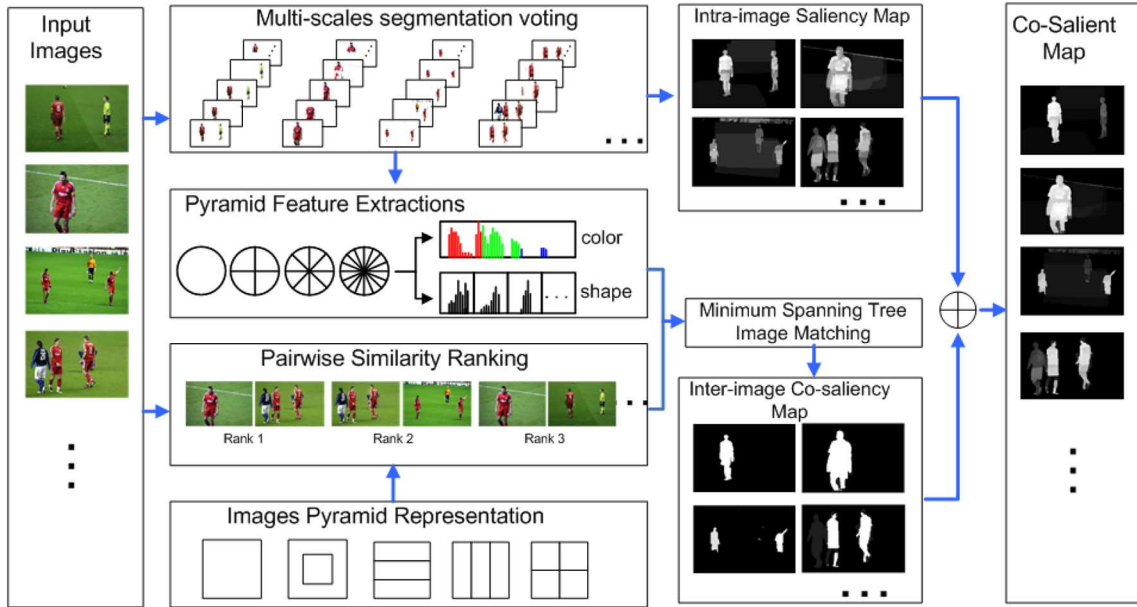 Input
Images
Multi-scales segmentation voting
Pyramid Feature Extractions
color
shape
Pairwise Similarity Ranking
Rank 1
Rank 2
Rank 3
Images Pyramid Representation
Intra-image Saliency Map
Minimum Spanning Tree
Image Matching
Inter-image Co-saliency
Map
Co-Salient
Map